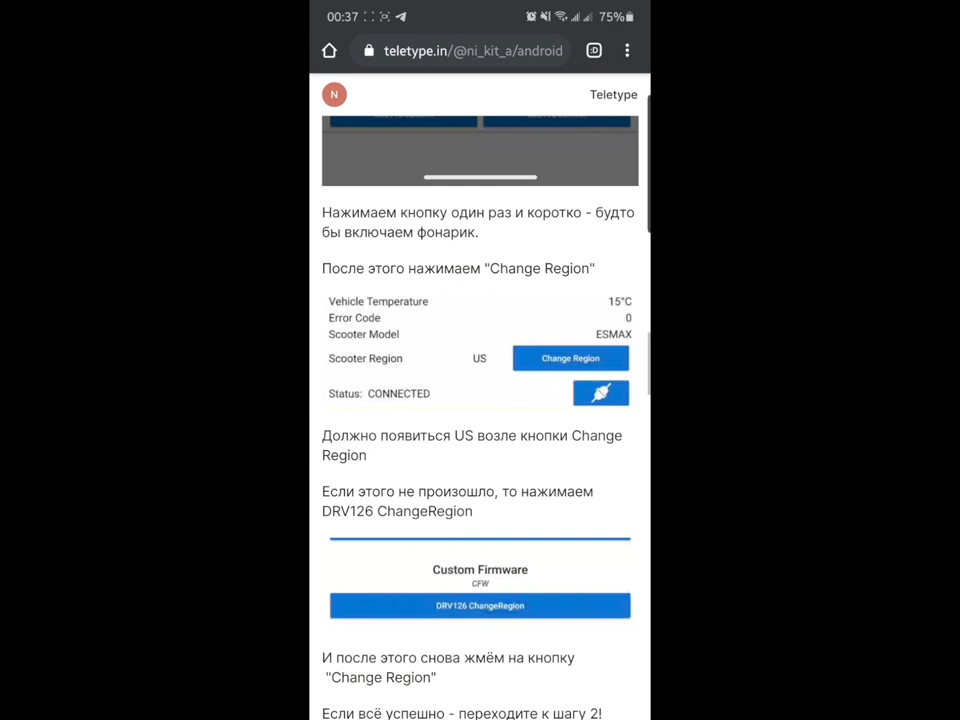 00:37
75%
teletype.in/@ni_kit_a/android
:D
N
Teletype
Нажимаем кнопку один раз и коротко - будто
бы включаем фонарик.
После этого нажимаем "Change Region"
Vehicle Temperature 15°C
Error Code 0
Scooter Model ESMAX
Scooter Region US Change Region
Status: CONNECTED
Должно появиться US возле кнопки Change
Region
Если этого не произошло, то нажимаем
DRV126 ChangeRegion
Custom Firmware
CFW
DRV126 ChangeRegion
И после этого снова жмём на кнопку
"Change Region"
Если всё успешно - переходите к шагу 2!